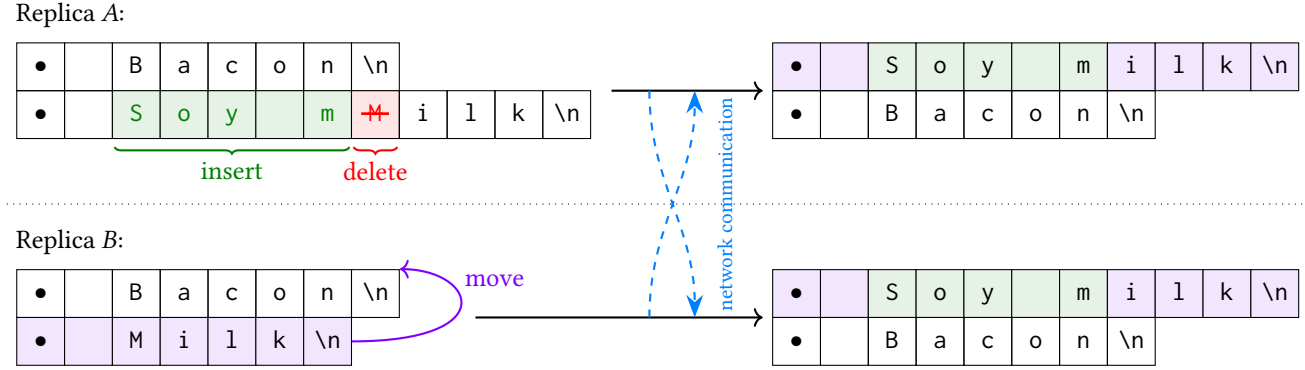 Replica A:
• B a c o n \n
• S o y m M i l k \n
insert delete
• S o y m i l k \n
• B a c o n \n
network communication
Replica B:
• B a c o n \n
• M i l k \n
move
• S o y m i l k \n
• B a c o n \n